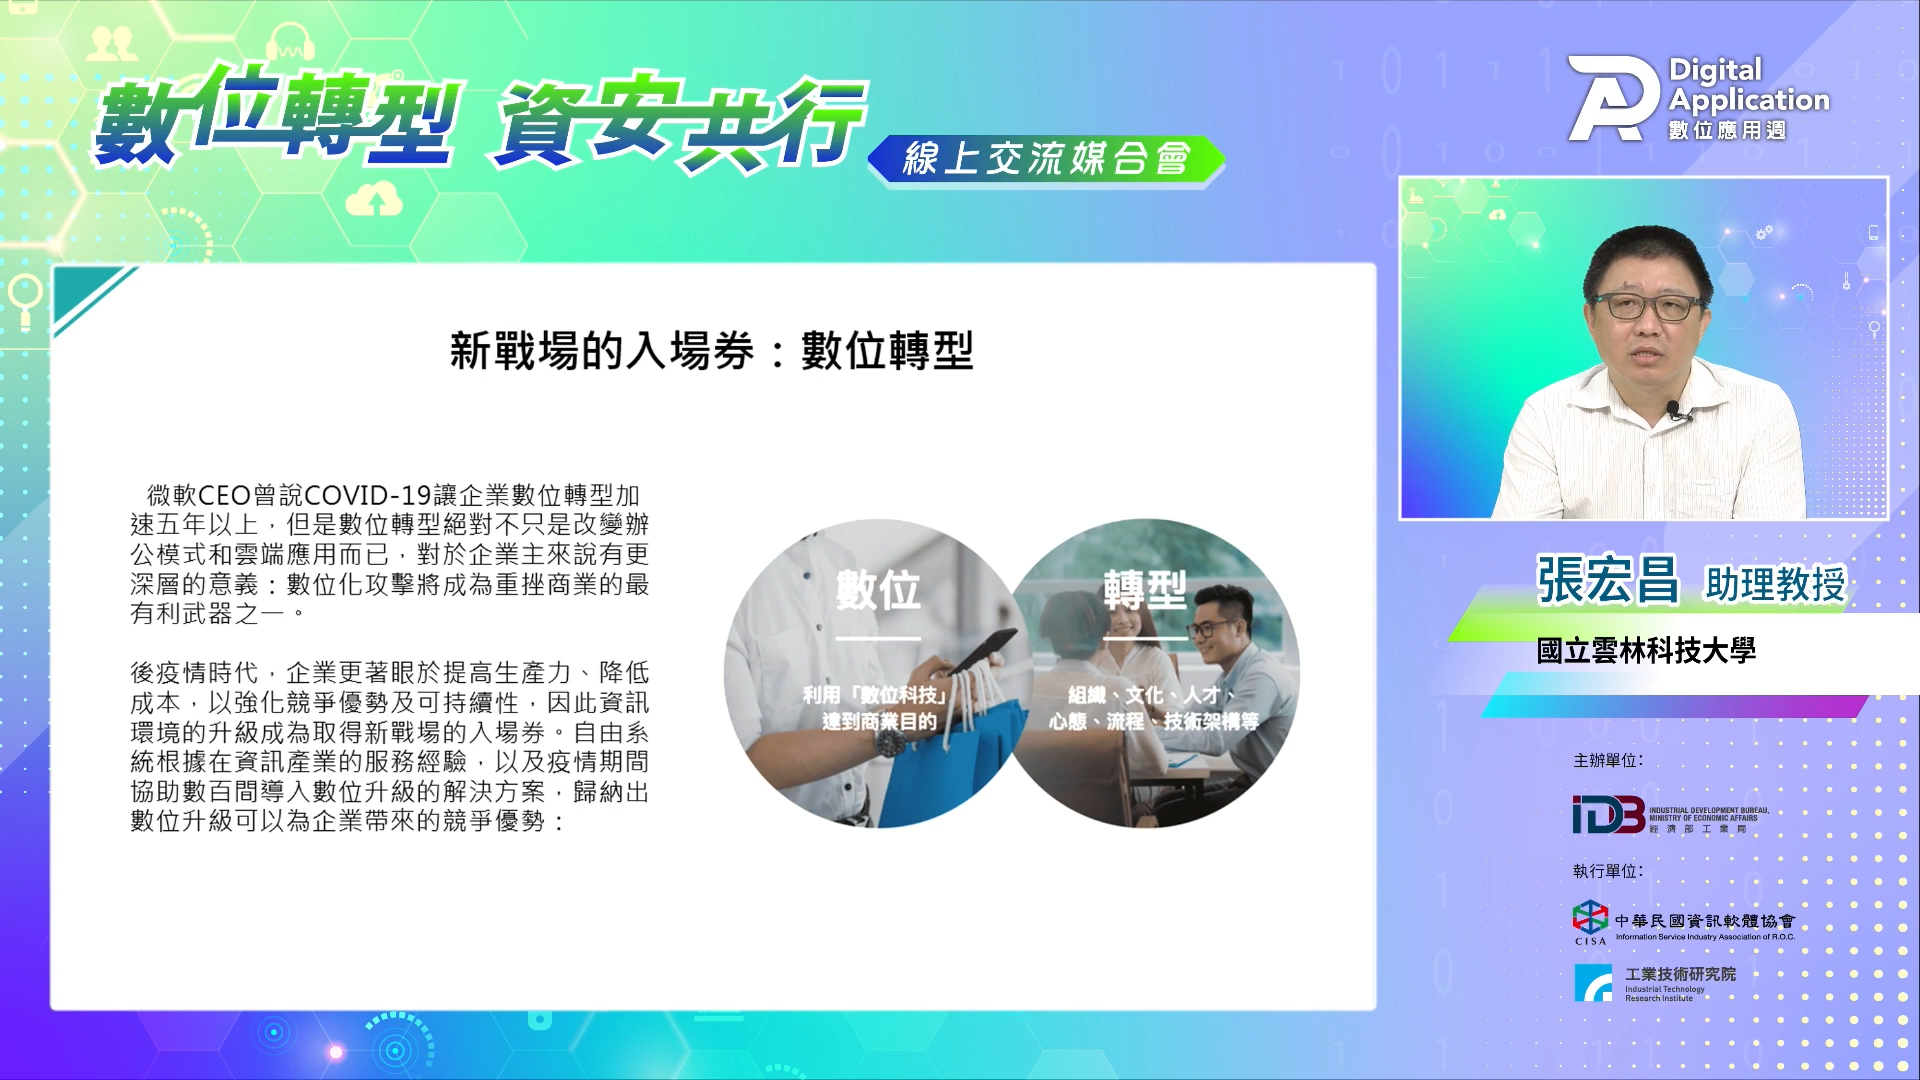 數位轉型 資安共行
線上交流媒合會
Digital
Application
數位應用週
新戰場的入場券：數位轉型
微軟CEO曾說COVID-19讓企業數位轉型加
速五年以上，但是數位轉型絕對不只是改變辦
公模式和雲端應用而已，對於企業主來說有更
深層的意義：數位化攻擊將成為重挫商業的最
有利武器之一。
後疫情時代，企業更著眼於提高生產力、降低
成本，以強化競爭優勢及可持續性，因此資訊
環境的升級成為取得新戰場的入場券。自由系
統根據在資訊產業的服務經驗，以及疫情期間
協助數百間導入數位升級的解決方案，歸納出
數位升級可以為企業帶來的競爭優勢：
數位
利用「數位科技」
達到商業目的
轉型
組織、文化、人才、
心態、流程、技術架構等
張宏昌 助理教授
國立雲林科技大學
主辦單位：
IDB
INDUSTRIAL DEVELOPMENT BUREAU,
MINISTRY OF ECONOMIC AFFAIRS
經濟部工業局
執行單位：
CISA
中華民國資訊軟體協會
Information Service Industry Association of R.O.C.
工業技術研究院
Industrial Technology
Research Institute